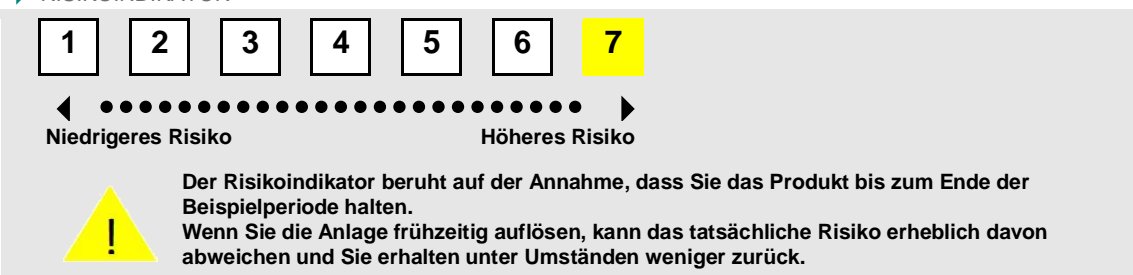 RISIKOINDIKATOR
1 2 3 4 5 6 7
Niedrigeres Risiko Höheres Risiko
Der Risikoindikator beruht auf der Annahme, dass Sie das Produkt bis zum Ende der
Beispielperiode halten.
Wenn Sie die Anlage frühzeitig auflösen, kann das tatsächliche Risiko erheblich davon
! abweichen und Sie erhalten unter Umständen weniger zurück.